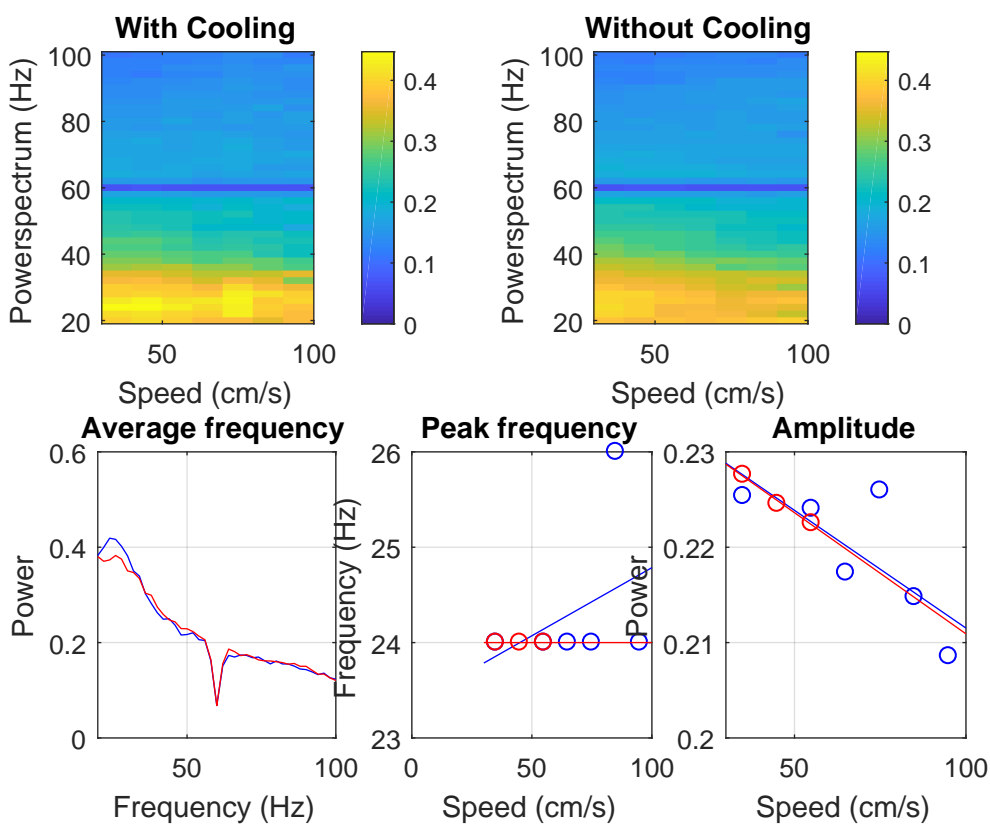 With Cooling
Powerspectrum (Hz)
100
80
60
40
20
50
100
Speed (cm/s)
0.4
0.3
0.2
0.1
0
Without Cooling
Powerspectrum (Hz)
100
80
60
40
20
50
100
Speed (cm/s)
0.4
0.3
0.2
0.1
0
Average frequency
Power
0.6
0.4
0.2
0
50
100
Frequency (Hz)
Peak frequency
Frequency (Hz)
26
25
24
23
0
50
100
Speed (cm/s)
Amplitude
Power
0.23
0.22
0.21
0.2
50
100
Speed (cm/s)